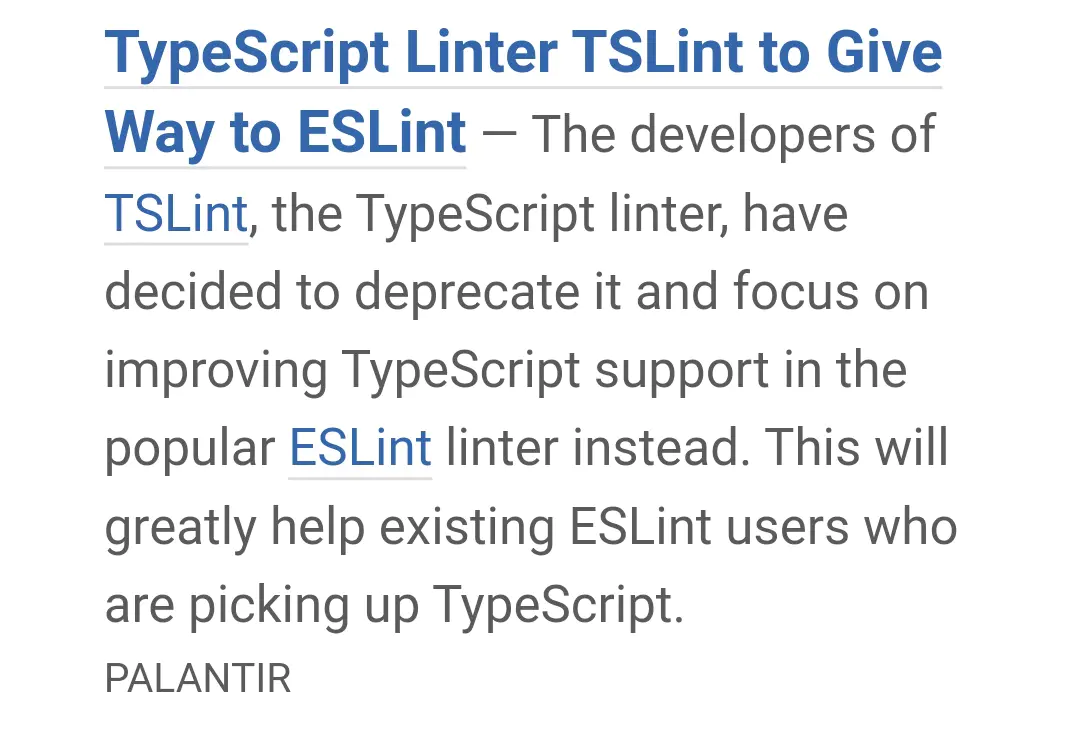 TypeScript Linter TSLint to Give
Way to ESLint — The developers of
TSLint, the TypeScript linter, have
decided to deprecate it and focus on
improving TypeScript support in the
popular ESLint linter instead. This will
greatly help existing ESLint users who
are picking up TypeScript.
PALANTIR